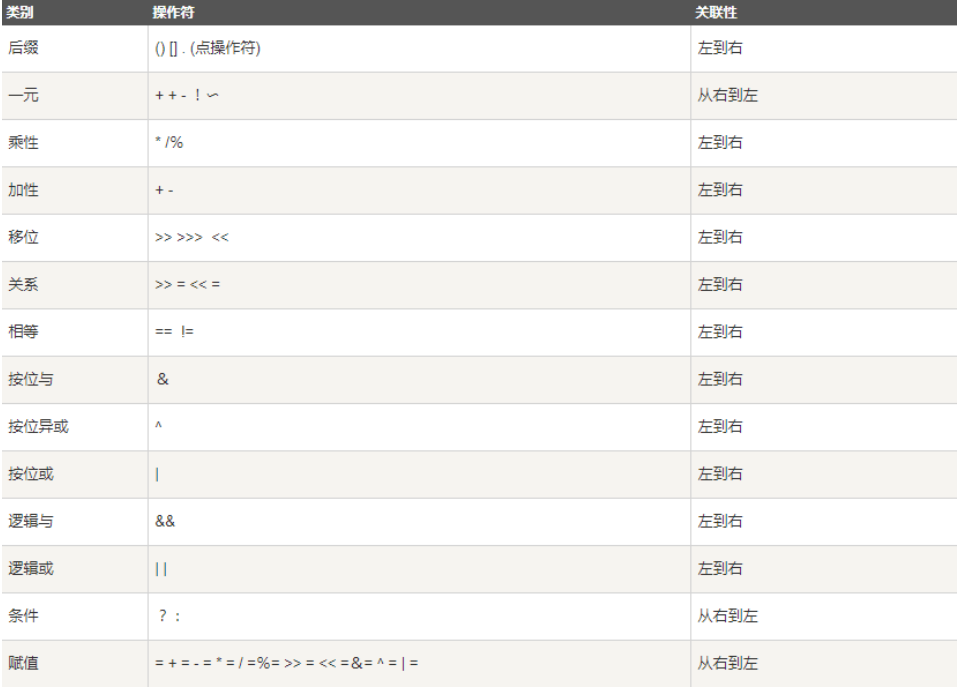 类别 操作符 关联性
后缀 () [] . (点操作符) 左到右
一元 + + - ！〜 从右到左
乘性 * /% 左到右
加性 + - 左到右
移位 >> >>> << 左到右
关系 >> = << = 左到右
相等 == != 左到右
按位与 & 左到右
按位异或 ^ 左到右
按位或 | 左到右
逻辑与 && 左到右
逻辑或 | | 左到右
条件 ？： 从右到左
赋值 = + = - = * = / =%= >> = << =&= ^ = | = 从右到左